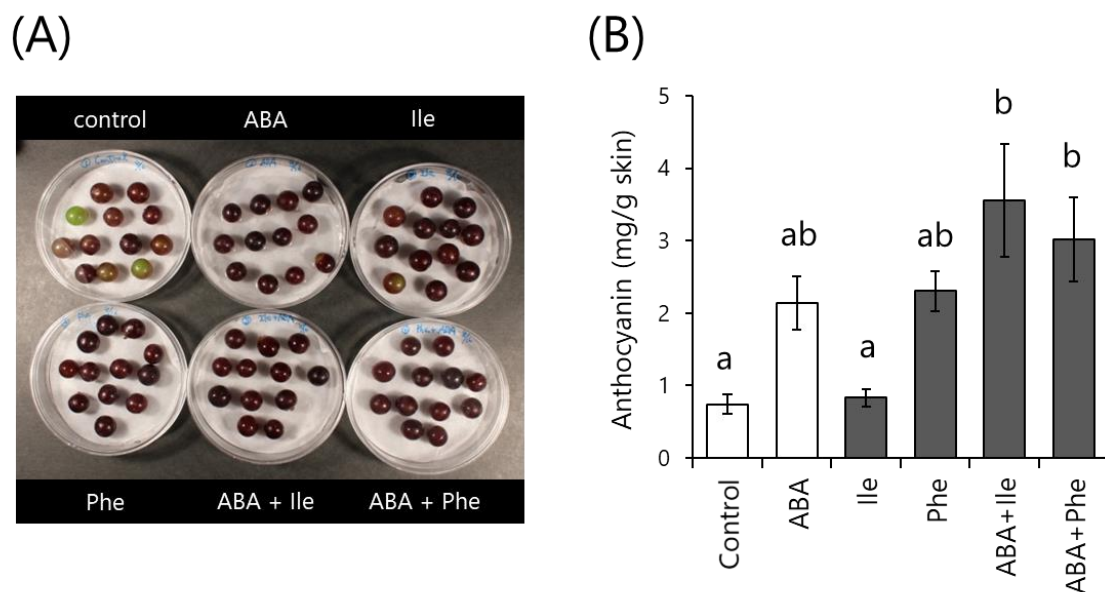 (A)
control ABA Ile
Phe ABA + Ile ABA + Phe
(B)
Anthocyanin (mg/g skin)
5
4
3
2
1
0
a
ab
a
ab
b
b
Control
ABA
Ile
Phe
ABA+Ile
ABA+Phe